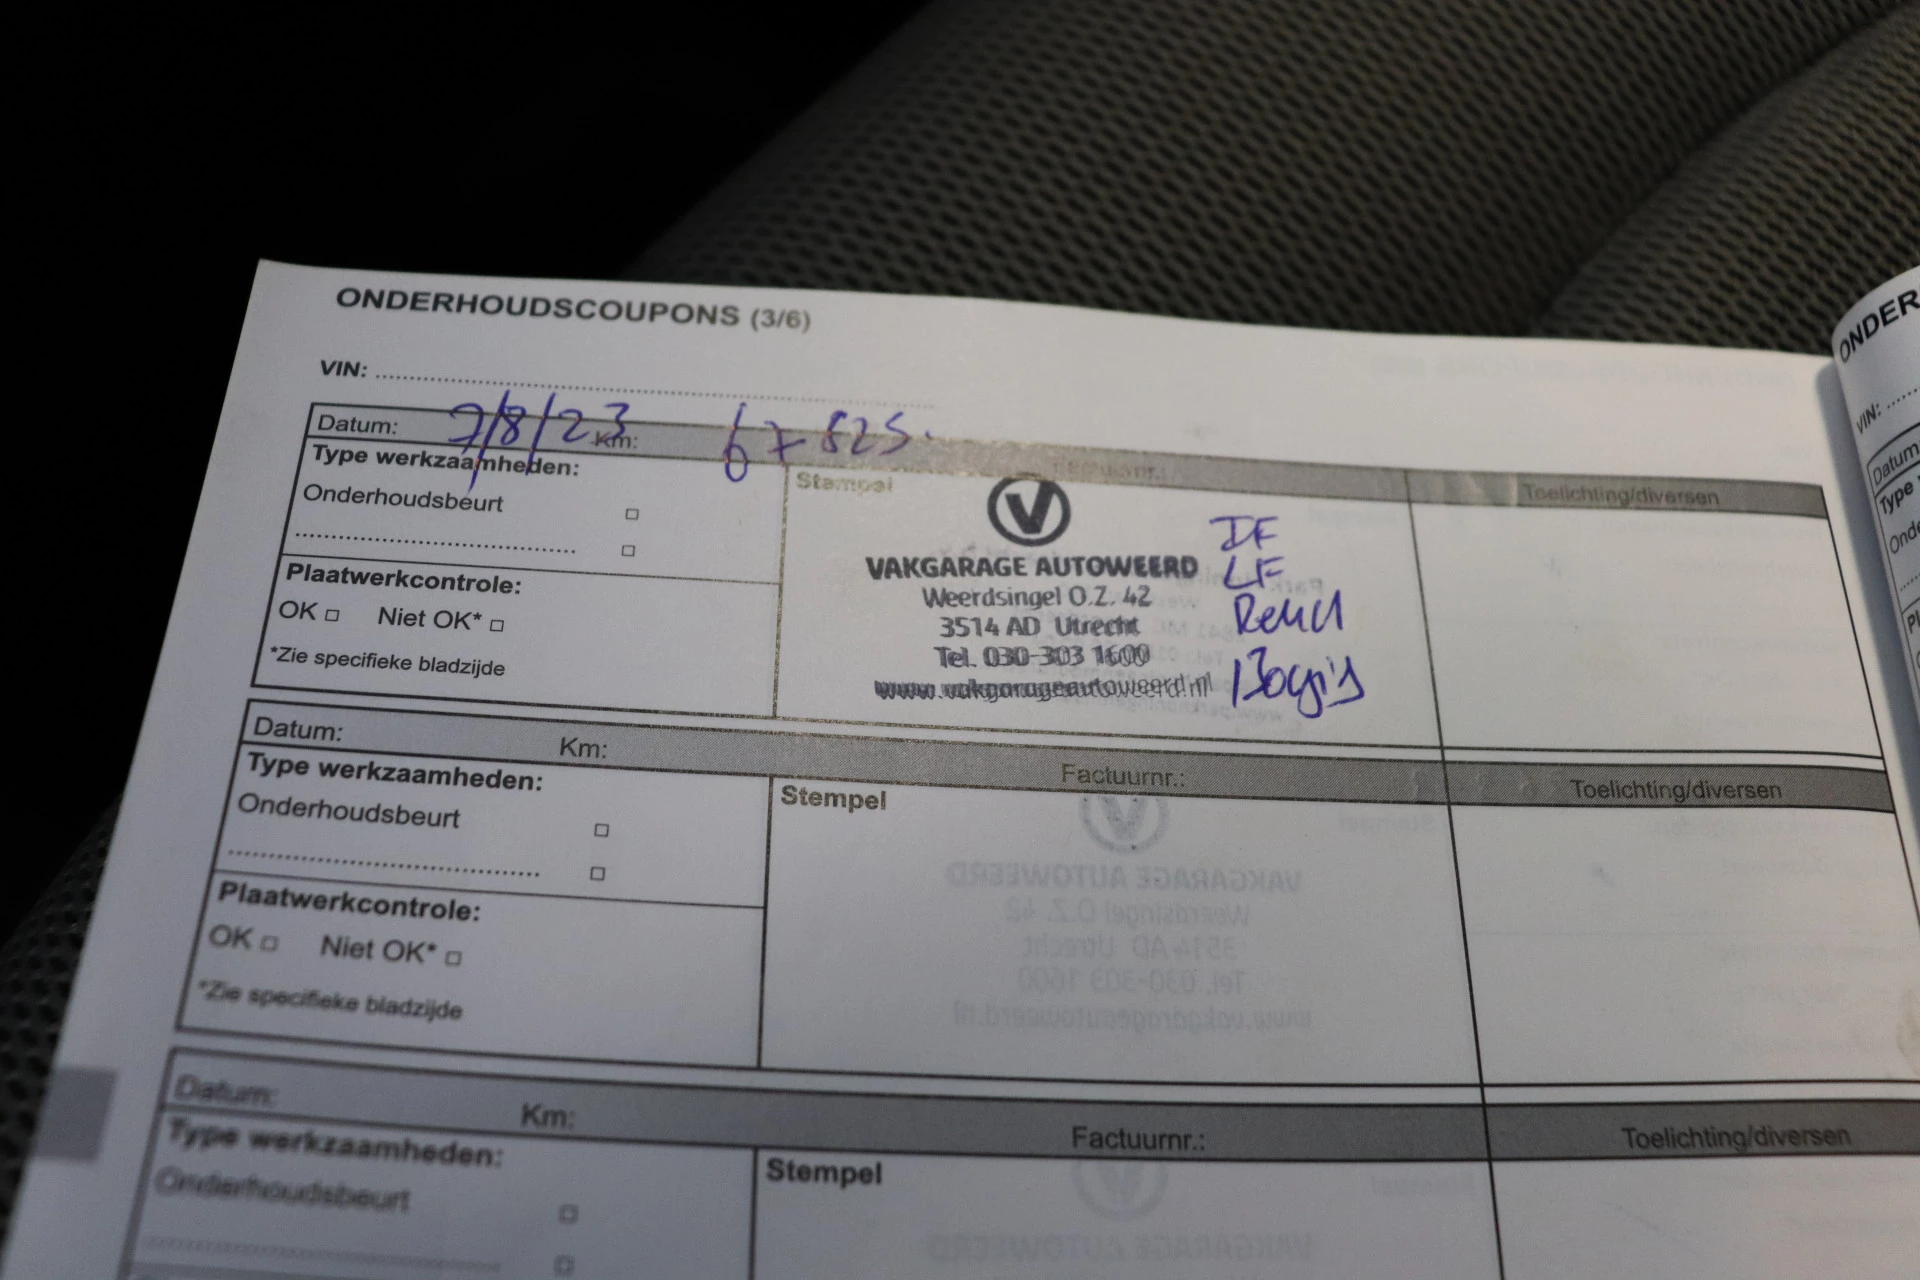 ONDERHOUDSCOUPONS (3/6)
VIN:
Datum: 7/8/23 Km: 67 825.
Type werkzaamheden:
Onderhoudsbeurt
Plaatwerkcontrole:
OK Niet OK*
*Zie specifieke bladzijde
Stempel
VAKGARAGE AUTOWEERD
Weerdsingel O.Z. 42
3514 AD Utrecht
Tel. 030-303 1600
www.vakgarageautoweerd.nl
LF
Bogi's
Toelichting/diversen
Datum: Km: Factuurnr.: Toelichting/diversen
Type werkzaamheden:
Onderhoudsbeurt
Plaatwerkcontrole:
OK Niet OK*
*Zie specifieke bladzijde
Stempel
Datum: Km: Factuurnr.: Toelichting/diversen
Type werkzaamheden:
Onderhoudsbeurt
Stempel
ONDER
VIN:
Datum
Type